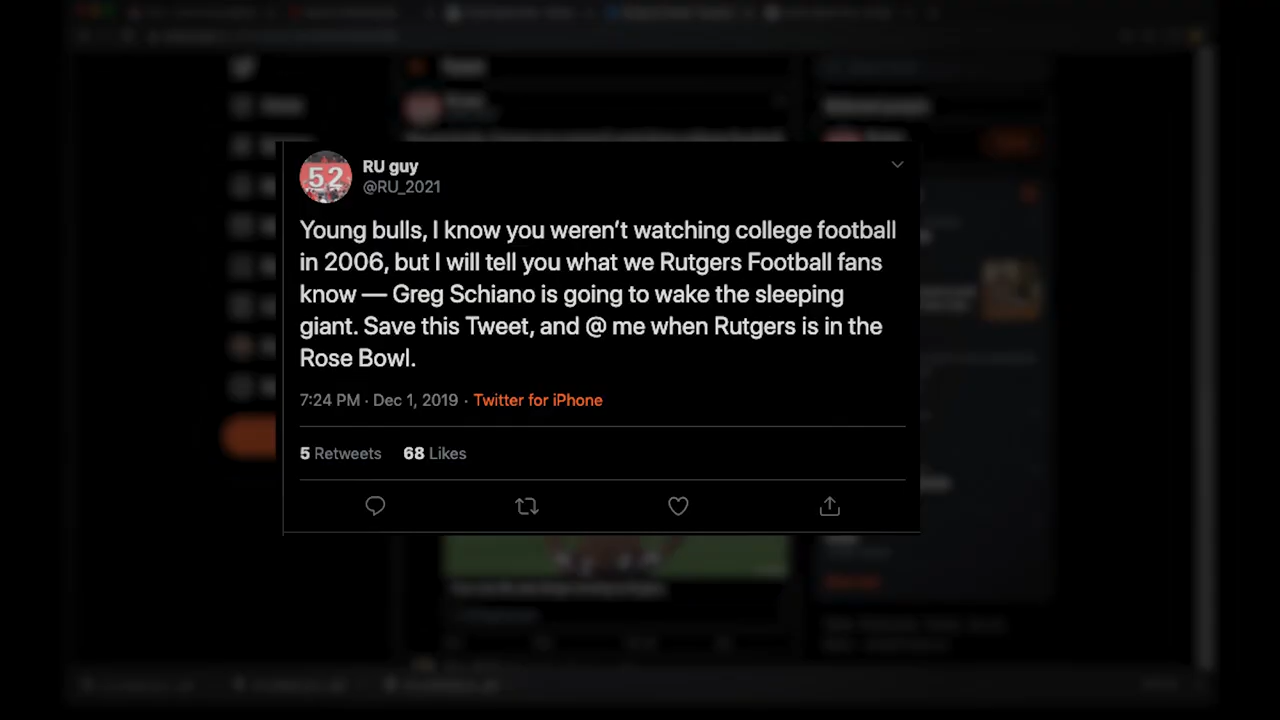 52
RU guy
@RU_2021
Young bulls, I know you weren't watching college football
in 2006, but I will tell you what we Rutgers Football fans
know — Greg Schiano is going to wake the sleeping
giant. Save this Tweet, and @ me when Rutgers is in the
Rose Bowl.
7:24 PM · Dec 1, 2019 · Twitter for iPhone
5 Retweets 68 Likes